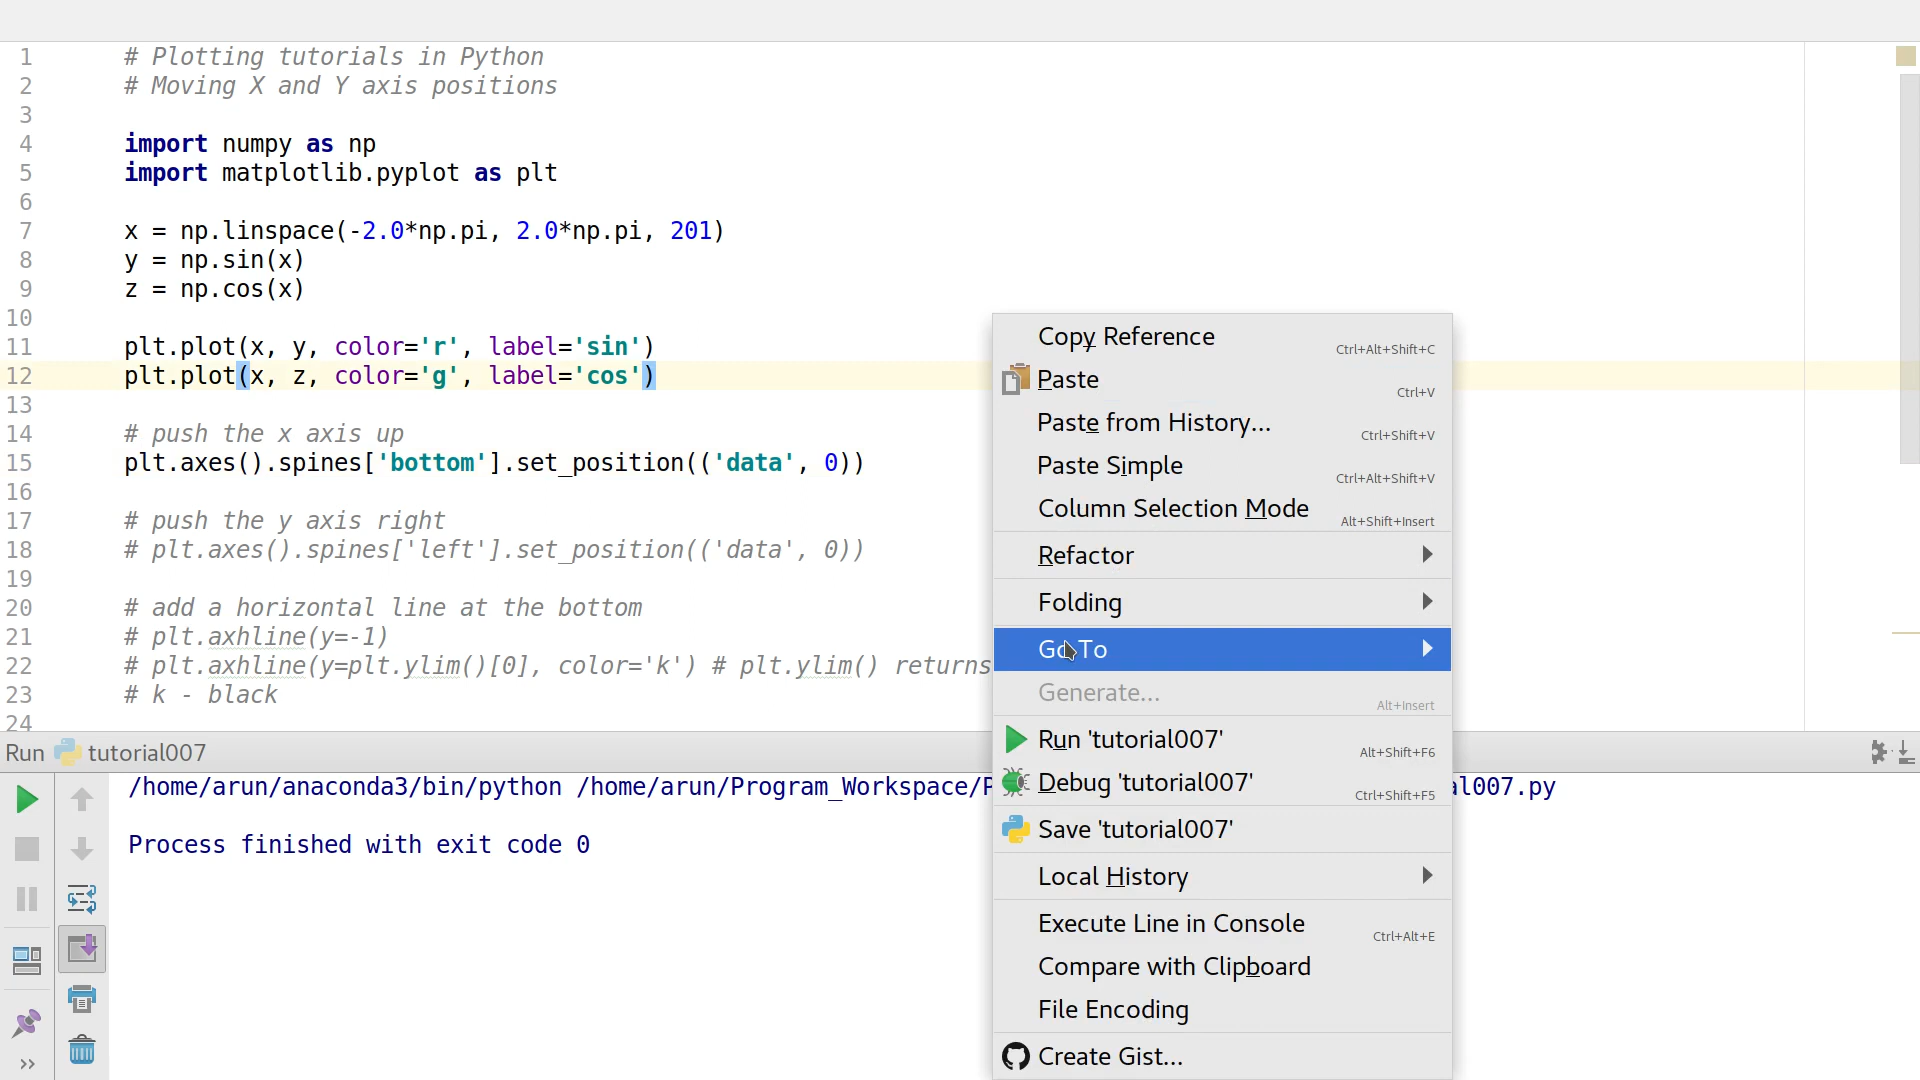 1 # Plotting tutorials in Python
2 # Moving X and Y axis positions
3
4 import numpy as np
5 import matplotlib.pyplot as plt
6
7 x = np.linspace(-2.0*np.pi, 2.0*np.pi, 201)
8 y = np.sin(x)
9 z = np.cos(x)
10
11 plt.plot(x, y, color='r', label='sin')
12 plt.plot(x, z, color='g', label='cos')
13
14 # push the x axis up
15 plt.axes().spines['bottom'].set_position(('data', 0))
16
17 # push the y axis right
18 # plt.axes().spines['left'].set_position(('data', 0))
19
20 # add a horizontal line at the bottom
21 # plt.axhline(y=-1)
22 # plt.axhline(y=plt.ylim()[0], color='k') # plt.ylim() returns
23 # k - black
24
Copy Reference Ctrl+Alt+Shift+C
Paste Ctrl+V
Paste from History... Ctrl+Shift+V
Paste Simple Ctrl+Alt+Shift+V
Column Selection Mode Alt+Shift+Insert
Refactor
Folding
Go To
Generate... Alt+Insert
Run 'tutorial007' Alt+Shift+F6
Debug 'tutorial007' Ctrl+Shift+F5
Save 'tutorial007'
Local History
Execute Line in Console Ctrl+Alt+E
Compare with Clipboard
File Encoding
Create Gist...
Run tutorial007
/home/arun/anaconda3/bin/python /home/arun/Program_Workspace/P al007.py
Process finished with exit code 0